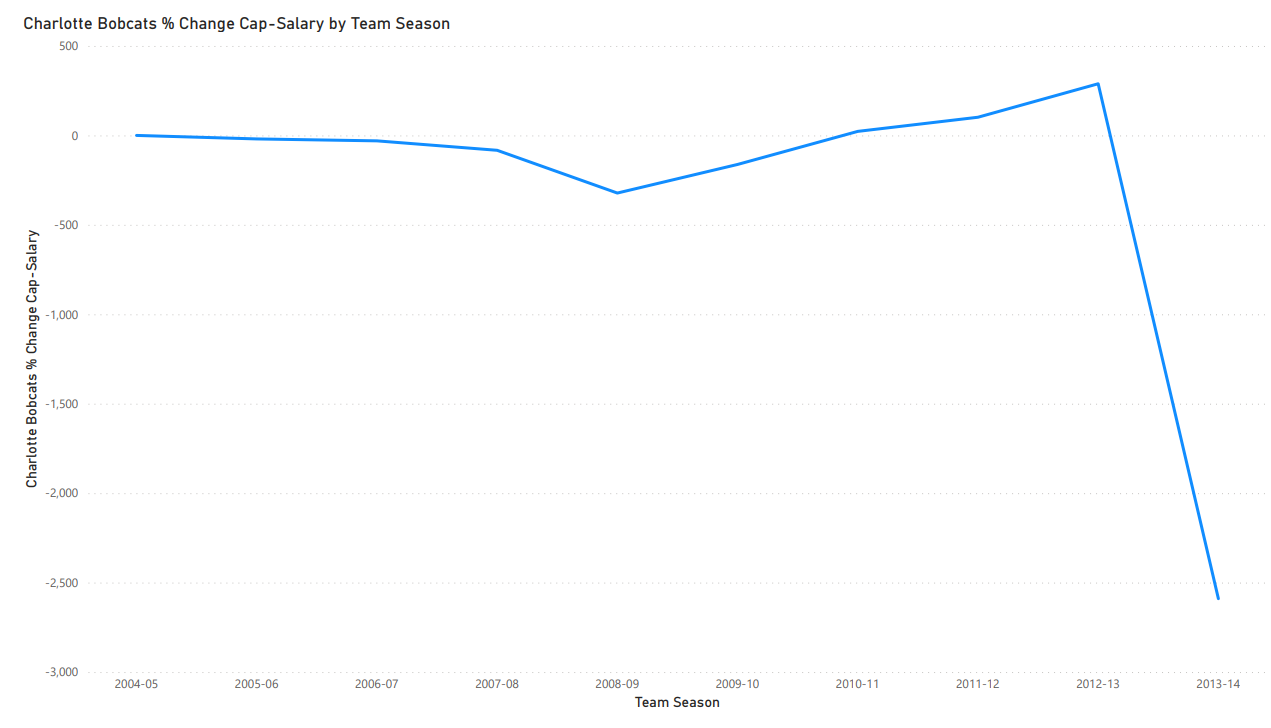 Charlotte Bobcats % Change Cap-Salary by Team Season
Charlotte Bobcats % Change Cap-Salary
500
0
-500
-1,000
-1,500
-2,000
-2,500
-3,000
2004-05 2005-06 2006-07 2007-08 2008-09 2009-10 2010-11 2011-12 2012-13 2013-14
Team Season